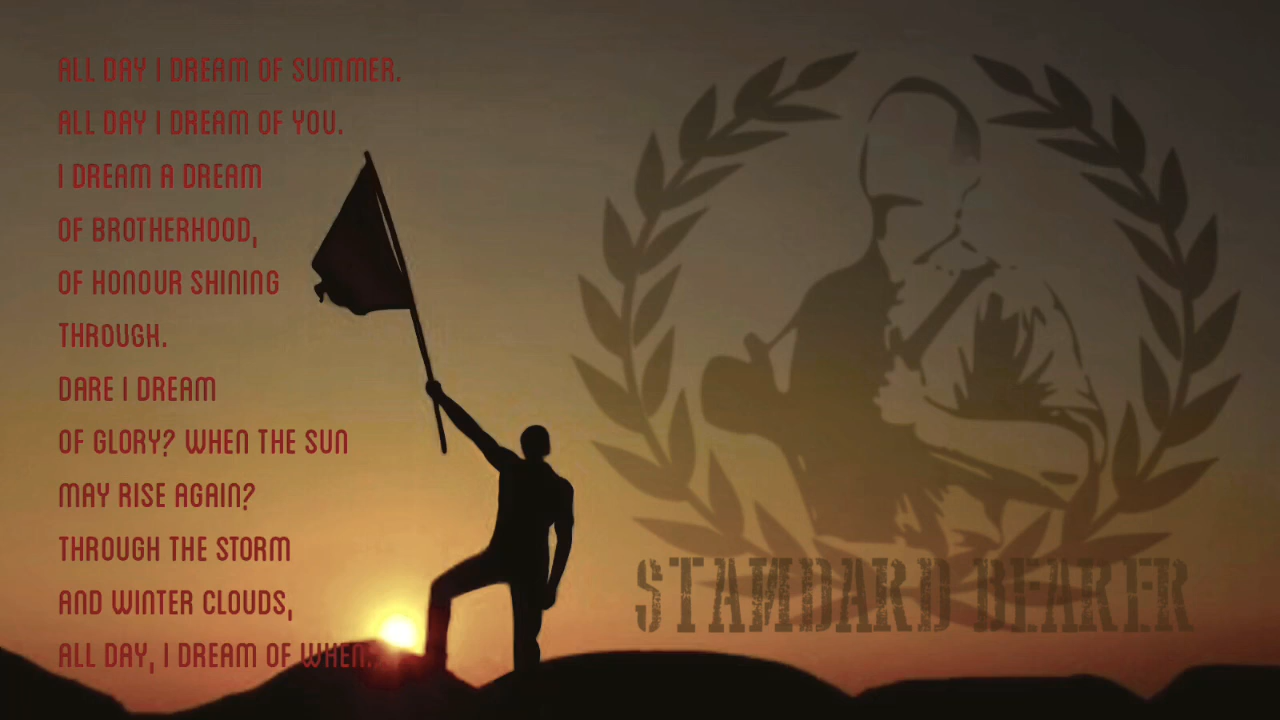 ALL DAY I DREAM OF SUMMER.
ALL DAY I DREAM OF YOU.
I DREAM A DREAM
OF BROTHERHOOD,
OF HONOUR SHINING
THROUGH.
DARE I DREAM
OF GLORY? WHEN THE SUN
MAY RISE AGAIN?
THROUGH THE STORM
AND WINTER CLOUDS,
ALL DAY, I DREAM OF WHEN.
STANDARD BEARER